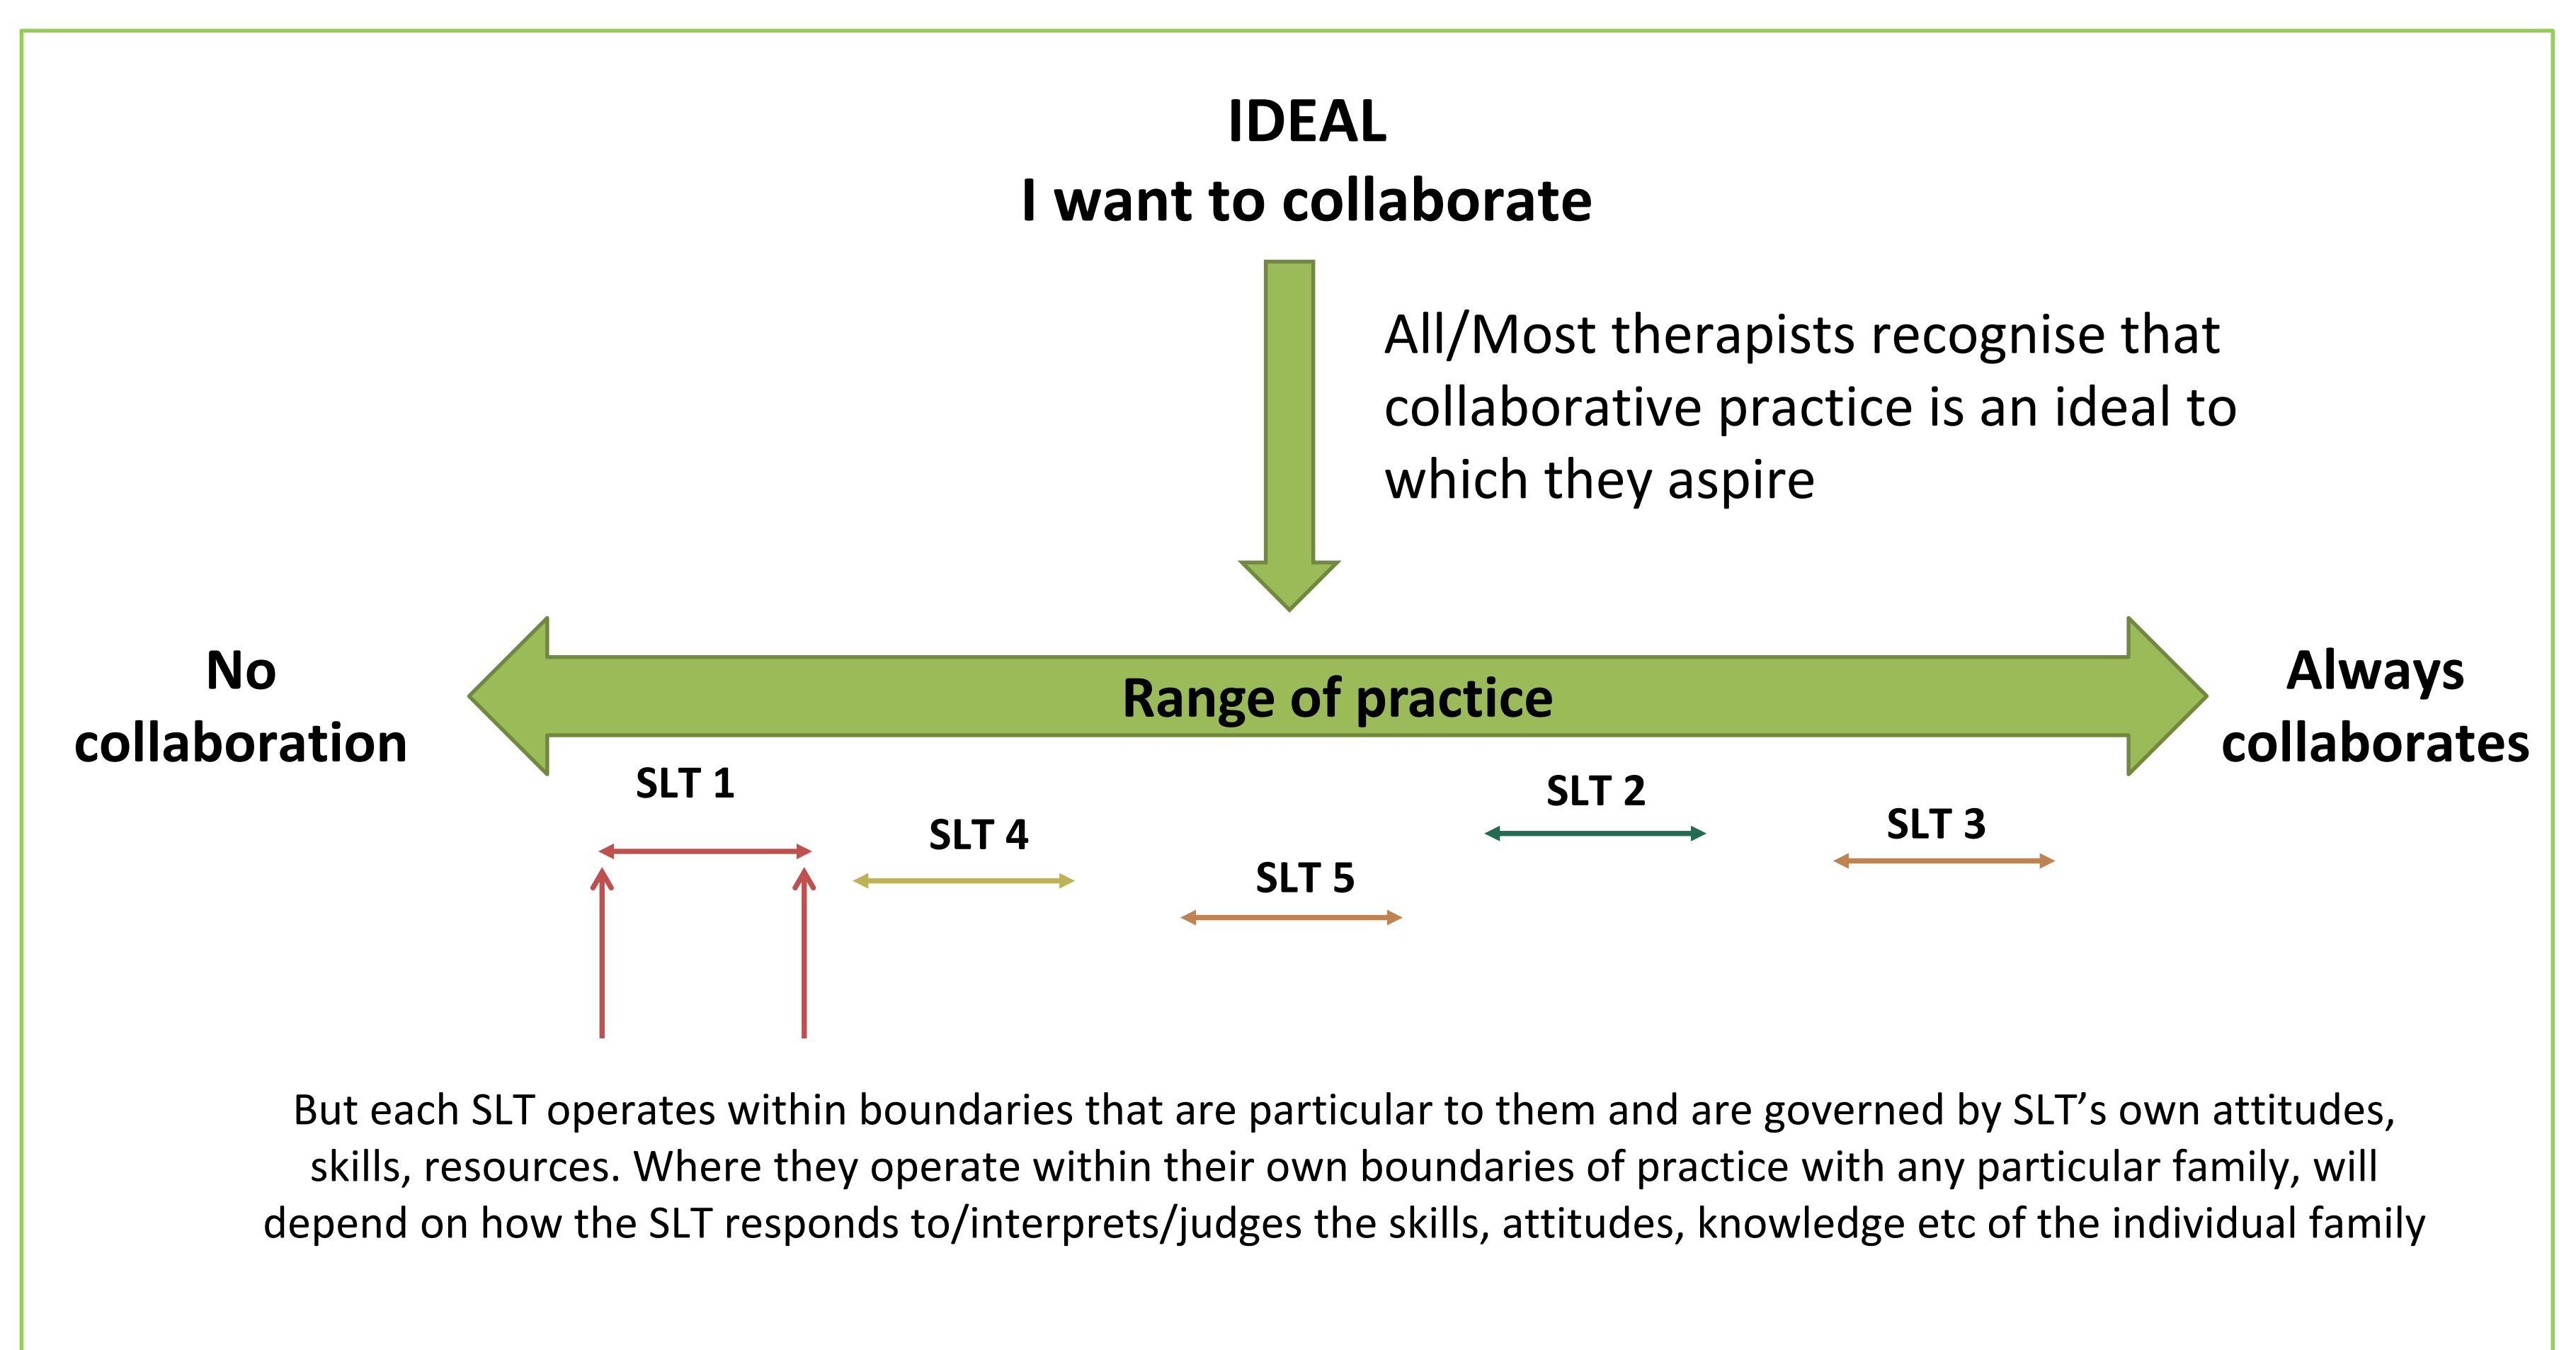 IDEAL
I want to collaborate
All/Most therapists recognise that
collaborative practice is an ideal to
which they aspire
No
collaboration
Range of practice
Always
collaborates
SLT 1
SLT 4
SLT 5
SLT 2
SLT 3
But each SLT operates within boundaries that are particular to them and are governed by SLT’s own attitudes,
skills, resources. Where they operate within their own boundaries of practice with any particular family, will
depend on how the SLT responds to/interprets/judges the skills, attitudes, knowledge etc of the individual family